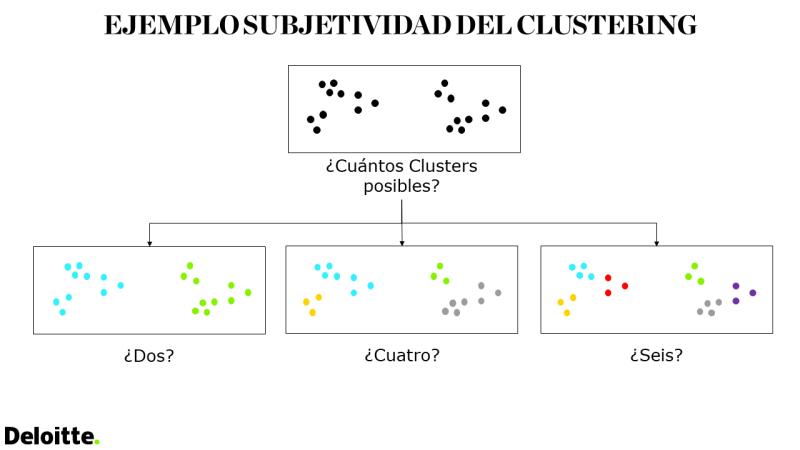 EJEMPLO SUBJETIVIDAD DEL CLUSTERING
¿Cuántos Clusters
posibles?
¿Dos?
¿Cuatro?
¿Seis?
Deloitte.